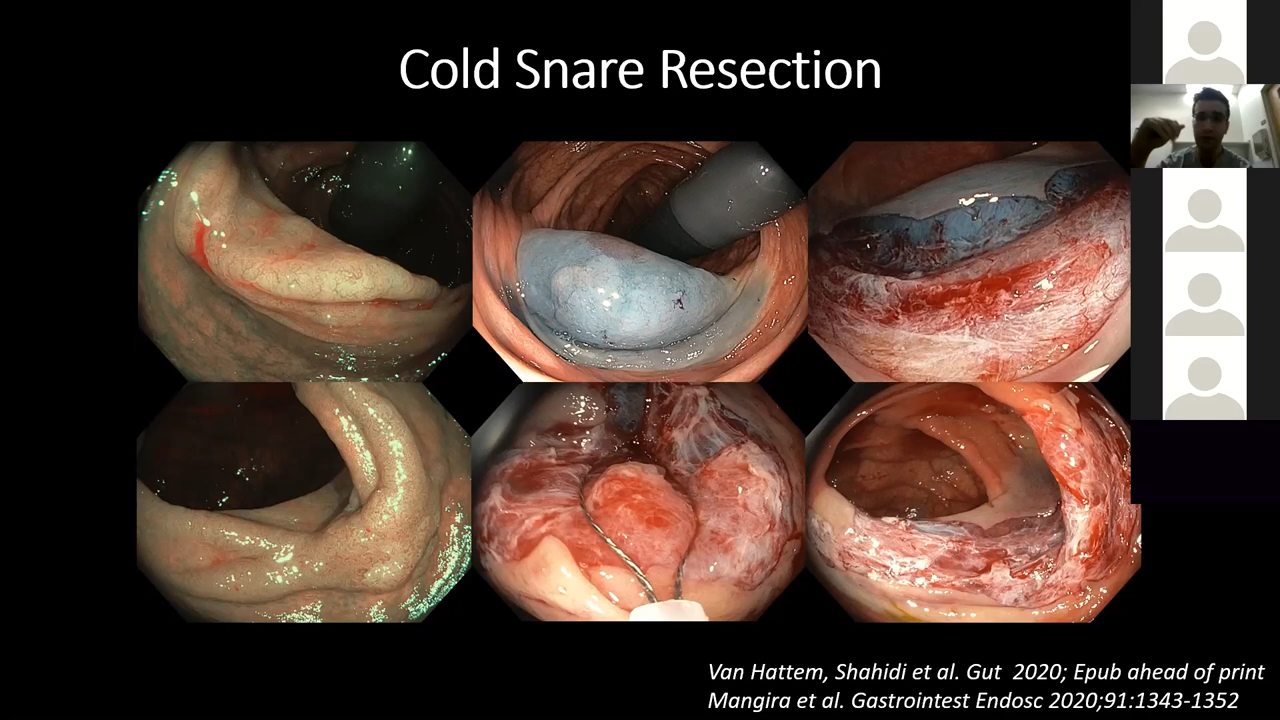 Cold Snare Resection
Van Hattem, Shahidi et al. Gut  2020; Epub ahead of print
Mangira et al. Gastrointest Endosc 2020;91:1343-1352